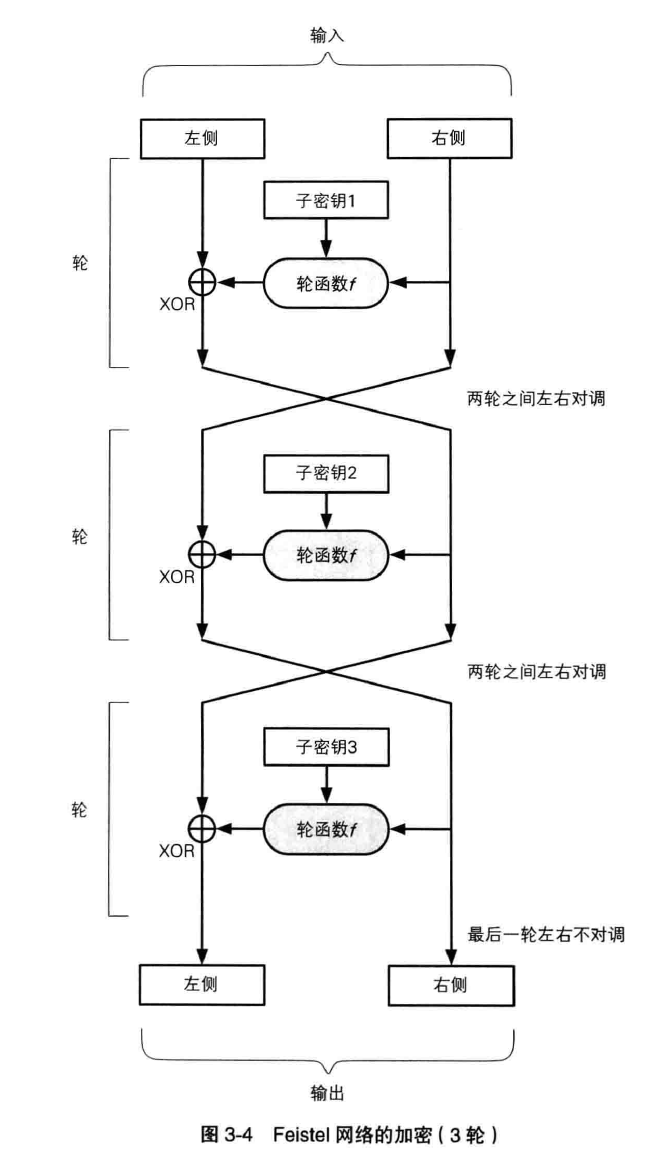 输入
左侧
右侧
子密钥1
轮
轮函数f
XOR
两轮之间左右对调
子密钥2
轮
轮函数f
XOR
两轮之间左右对调
子密钥3
轮
轮函数f
XOR
最后一轮左右不对调
左侧
右侧
输出
图 3-4 Feistel 网络的加密（3 轮）